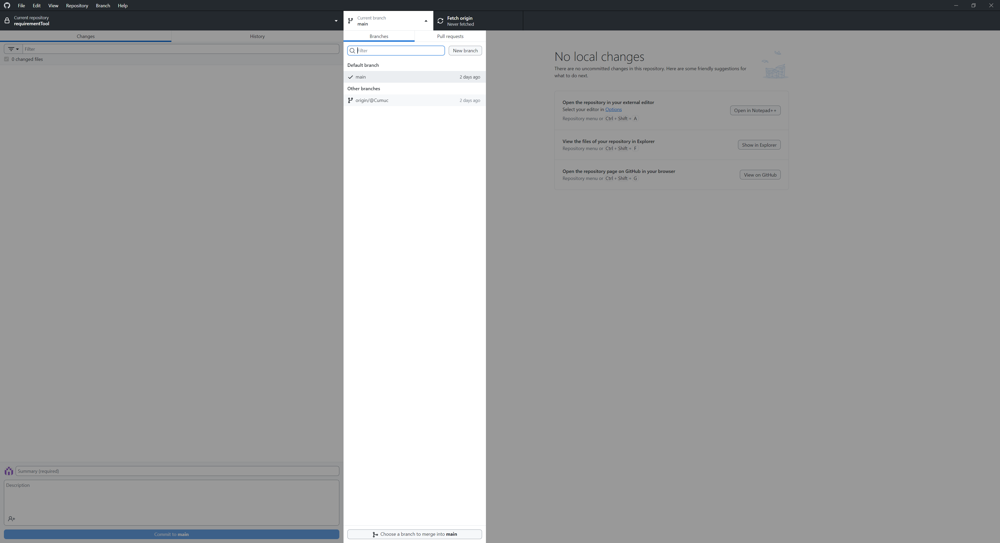 File Edit View Repository Branch Help
Current repository
requirementTool
Current branch
main
Fetch origin
Never fetched
Changes History
Filter
0 changed files
Branches Pull requests
Filter New branch
Default branch
main 2 days ago
Other branches
origin/@Cumuc 2 days ago
No local changes
There are no uncommitted changes in this repository. Here are some friendly suggestions for
what to do next.
Open the repository in your external editor
Select your editor in Options
Repository menu or Ctrl + Shift + A
Open in Notepad++
View the files of your repository in Explorer
Repository menu or Ctrl + Shift + F
Show in Explorer
Open the repository page on GitHub in your browser
Repository menu or Ctrl + Shift + G
View on GitHub
Summary (required)
Description
Commit to main
Choose a branch to merge into main